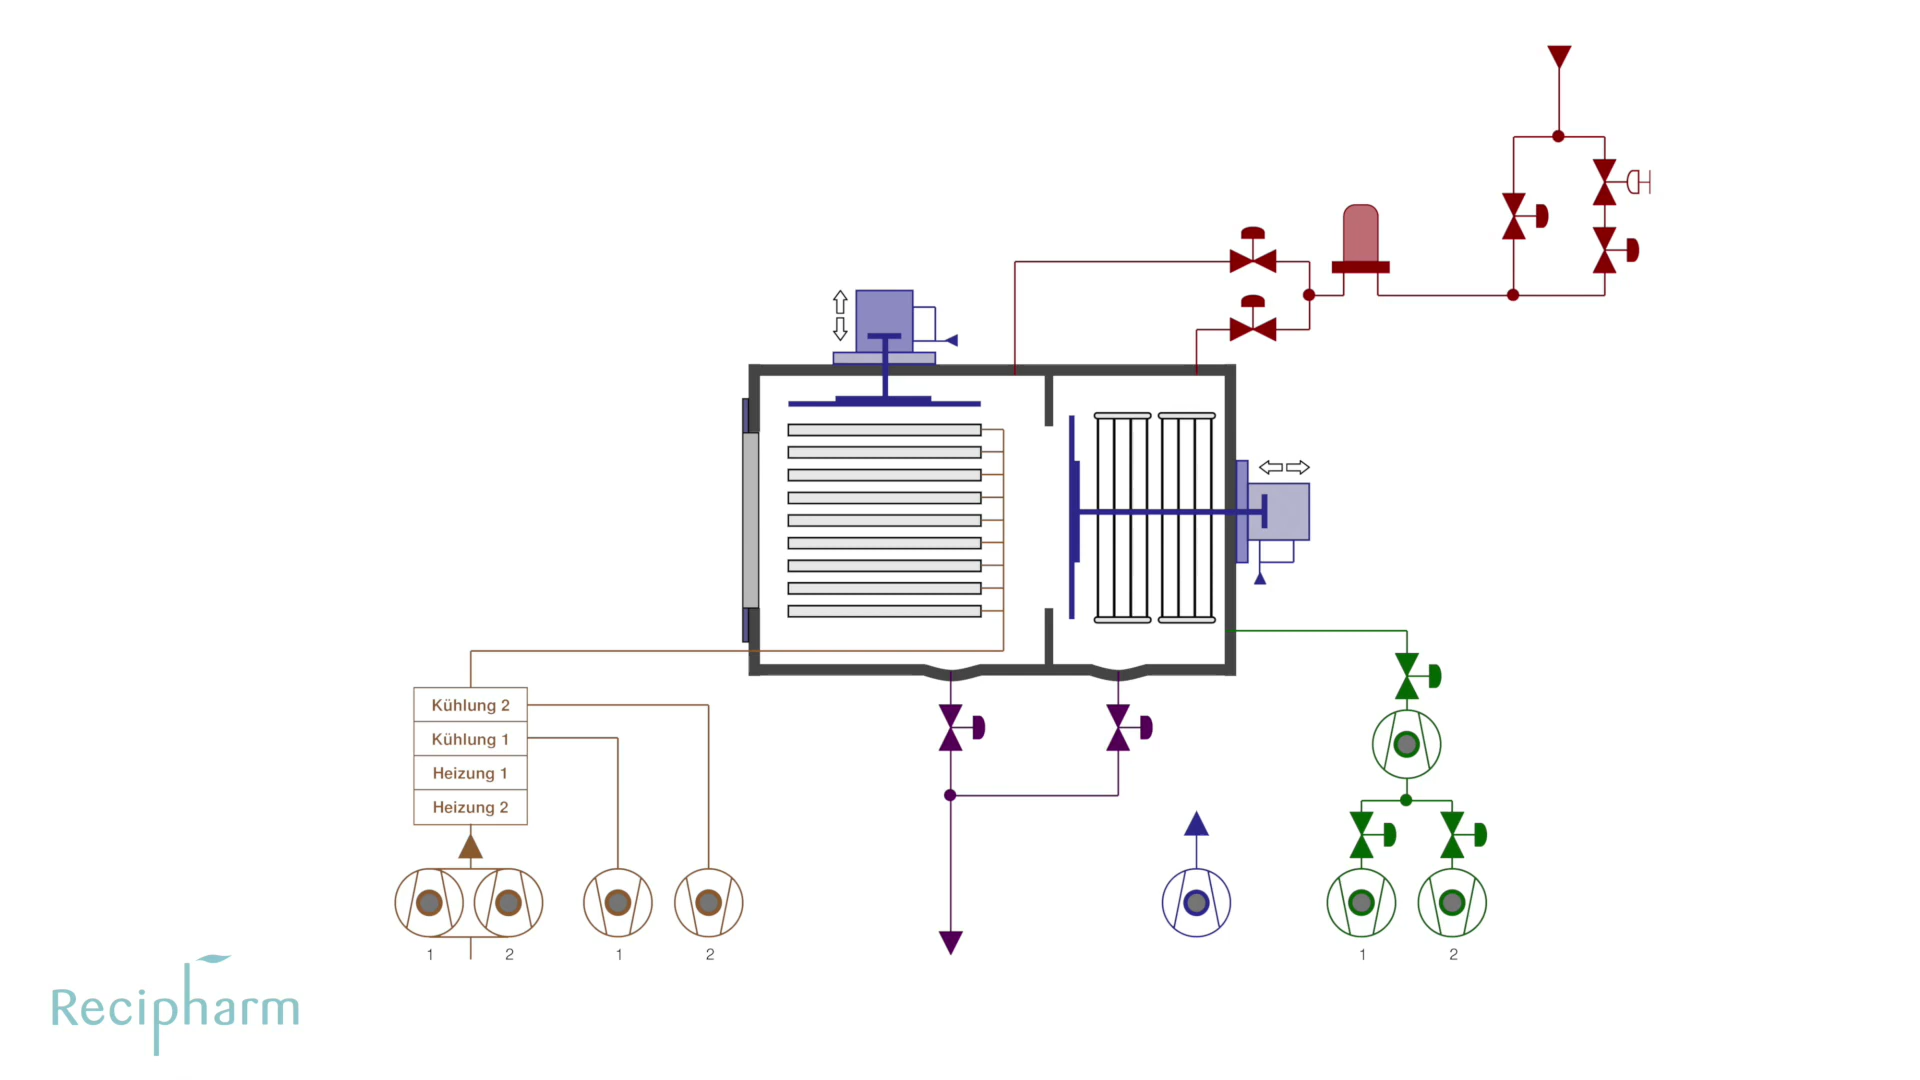 Kühlung 2
Kühlung 1
Heizung 1
Heizung 2
1 2 1 2 1 2
Recipharm